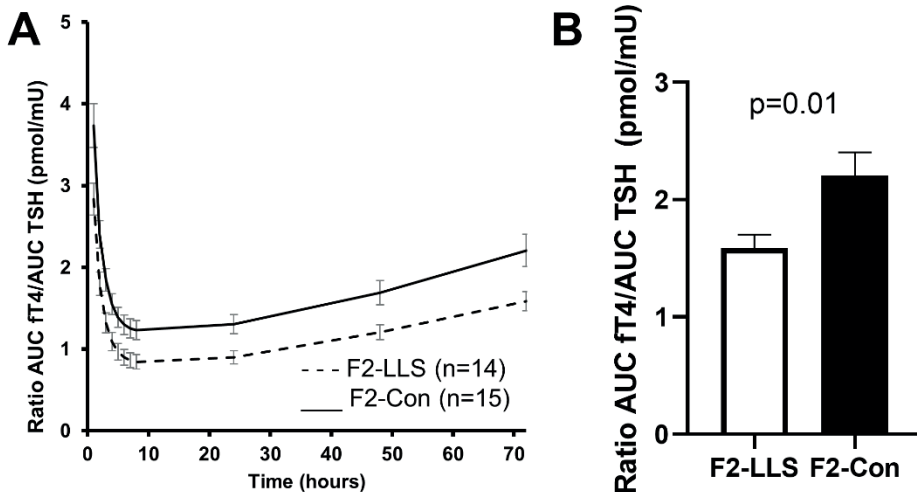 A
Ratio AUC fT4/AUC TSH (pmol/mU)
5
4
3
2
1
0
0 10 20 30 40 50 60 70
Time (hours)
F2-LLS (n=14)
F2-Con (n=15)
B
Ratio AUC fT4/AUC TSH (pmol/mU)
3
2
1
0
p=0.01
F2-LLS F2-Con